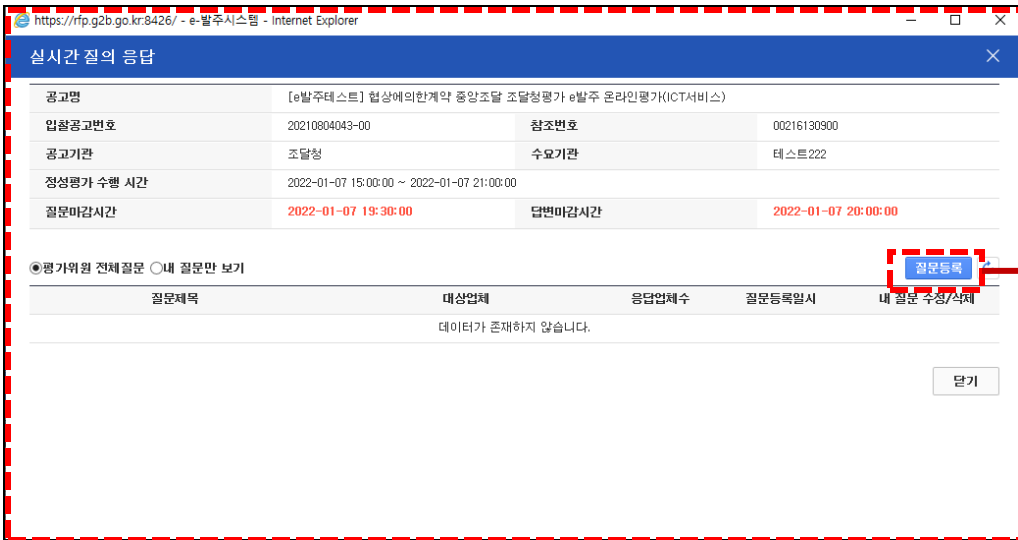 https://rfp.g2b.go.kr:8426/ - e-발주시스템 - Internet Explorer
실시간 질의 응답
공고명 [e발주테스트] 협상에의한계약 중앙조달 조달청평가 e발주 온라인평가(ICT서비스)
입찰공고번호 20210804043-00 참조번호 00216130900
공고기관 조달청 수요기관 테스트222
정성평가 수행 시간 2022-01-07 15:00:00 ~ 2022-01-07 21:00:00
질문마감시간 2022-01-07 19:30:00 답변마감시간 2022-01-07 20:00:00
평가위원 전체질문 내 질문만 보기 질문등록
질문제목 대상업체 응답업체수 질문등록일시 내 질문 수정/삭제
데이터가 존재하지 않습니다.
닫기